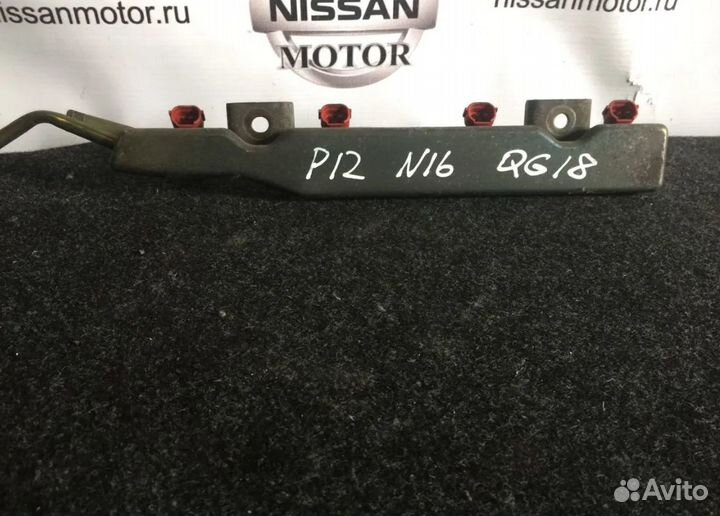 nissanmotor.ru
NISSAN
MOTOR
nissanmotor.ru
P12 N16 QG18
Avito